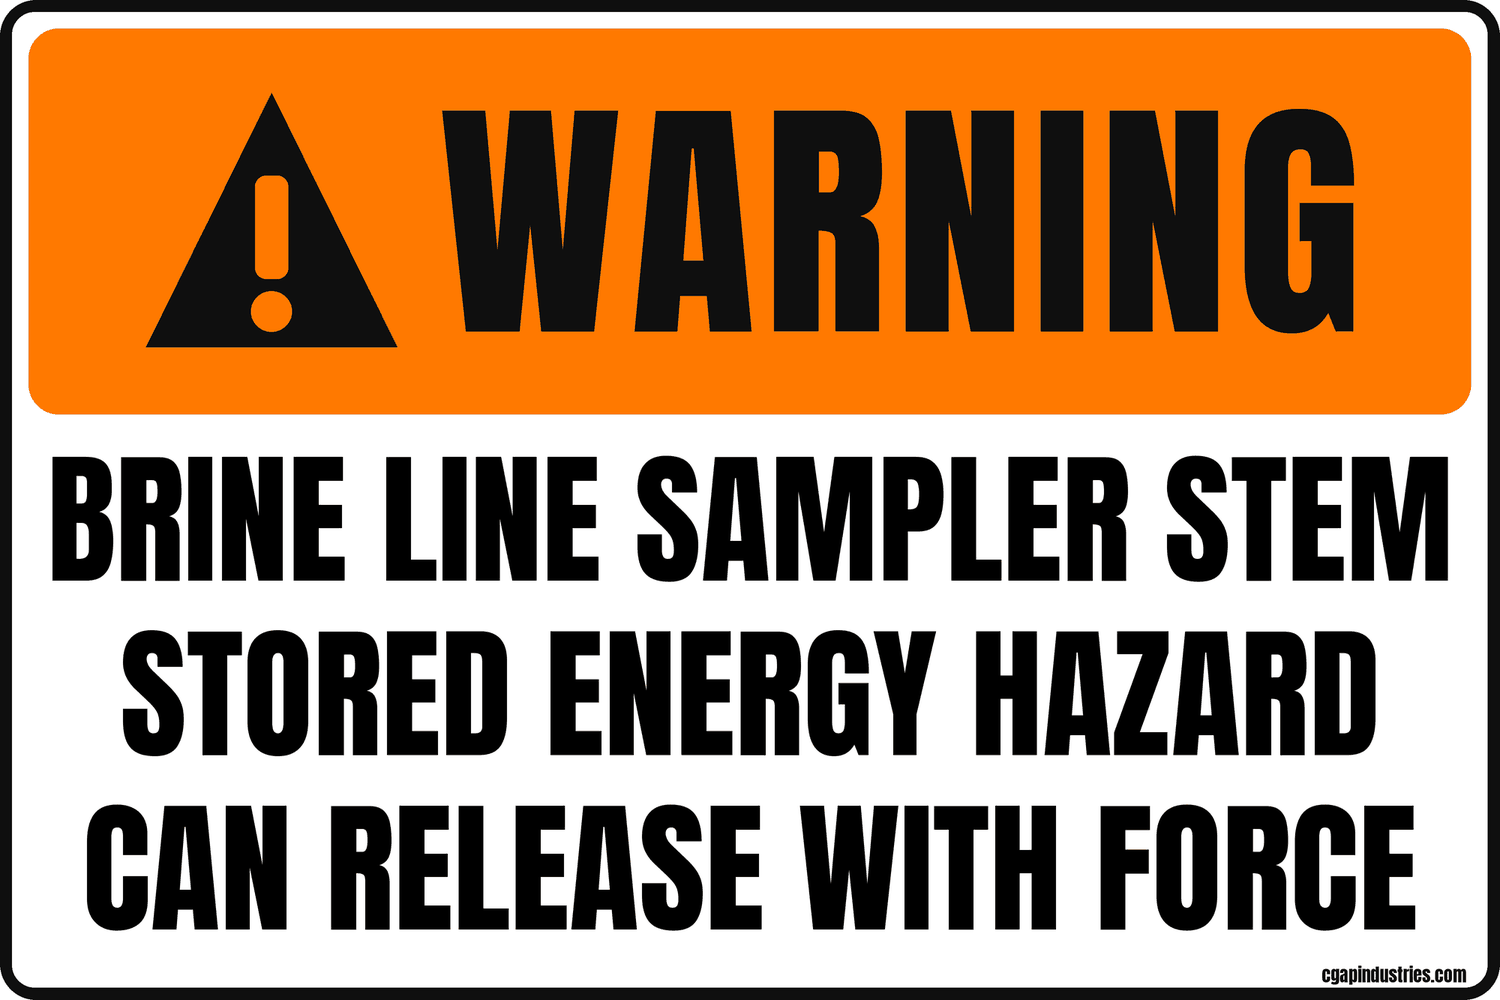 WARNING
BRINE LINE SAMPLER STEM
STORED ENERGY HAZARD
CAN RELEASE WITH FORCE
cgapindustries.com